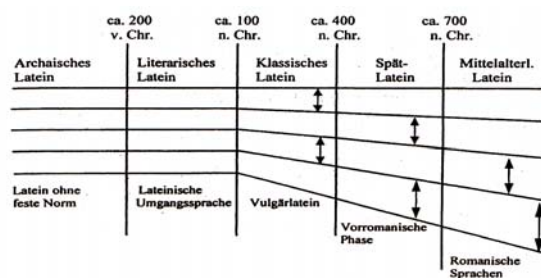 ca. 200
v. Chr.
ca. 100
n. Chr.
ca. 400
n. Chr.
ca. 700
n. Chr.
Archaisches
Latein
Literarisches
Latein
Klassisches
Latein
Spät-
Latein
Mittelalterl.
Latein
Latein ohne
feste Norm
Lateinische
Umgangssprache
Vulgärlatein
Vorromanische
Phase
Romanische
Sprachen